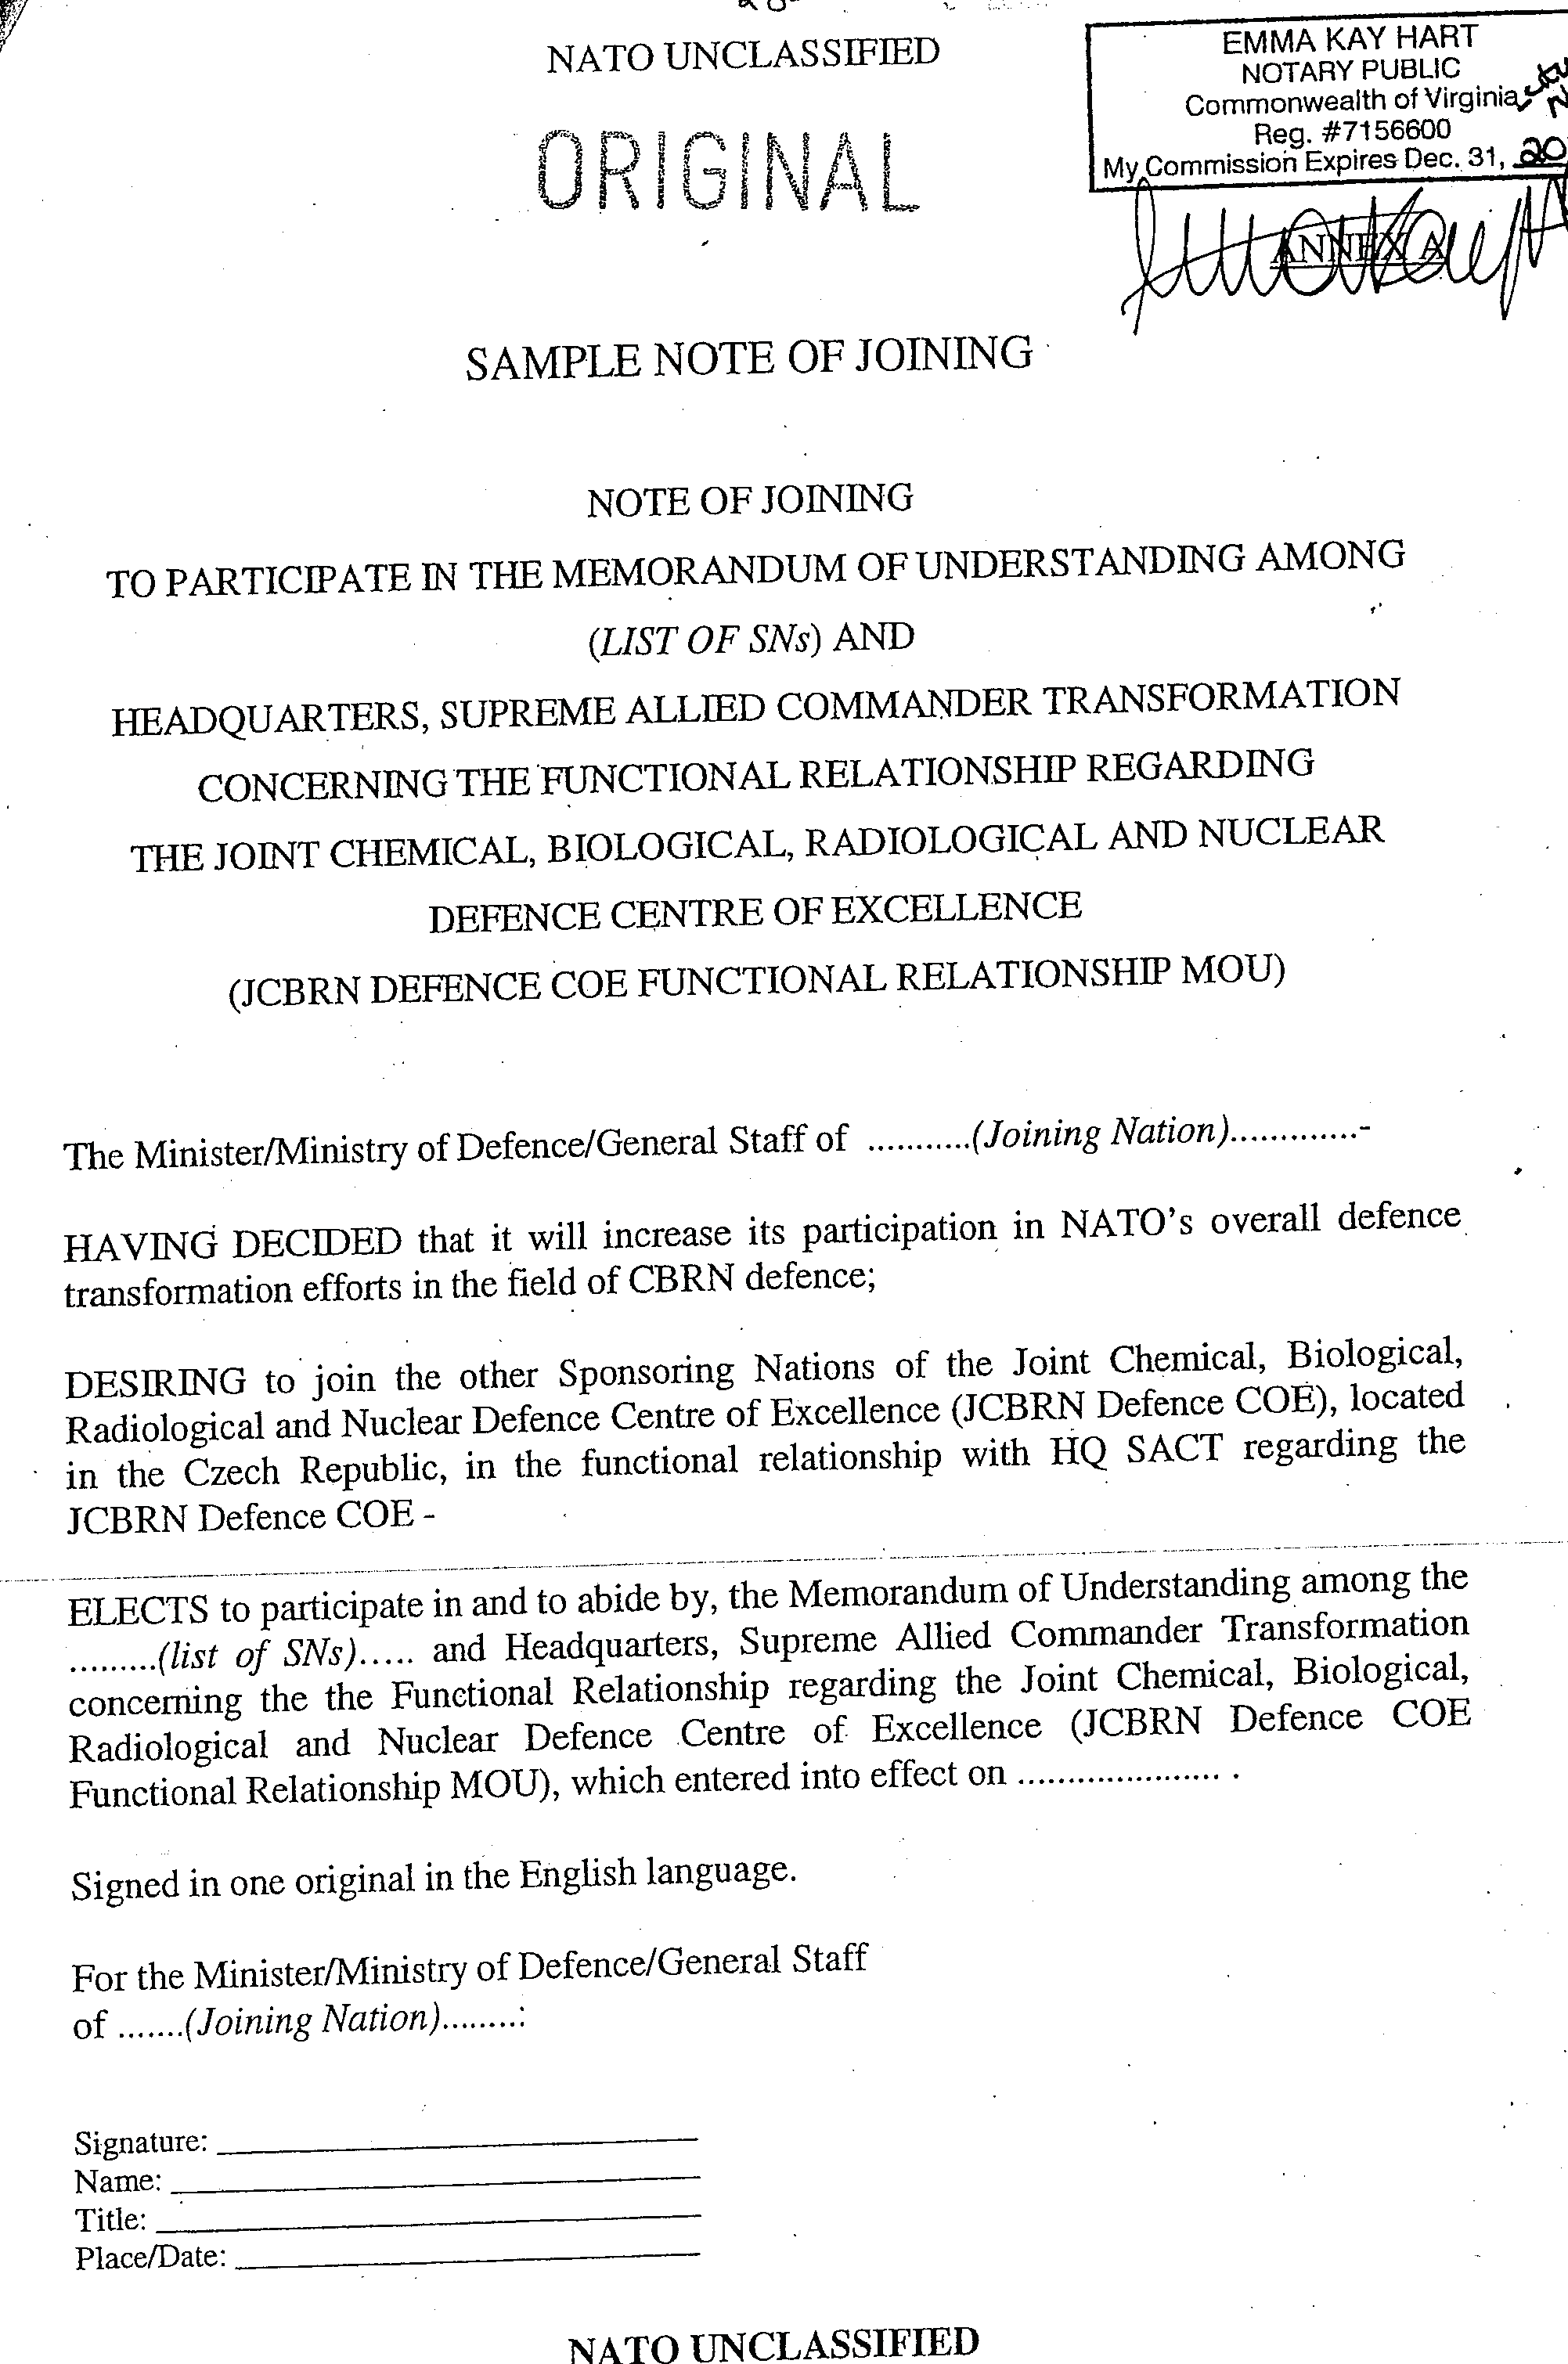 NATO UNCLASSIFIED
EMMA KAY HART
NOTARY PUBLIC
Commonwealth of Virginia
Reg. #7156600
My Commission Expires Dec. 31, 20
ORIGINAL
ANNEX A
SAMPLE NOTE OF JOINING
NOTE OF JOINING
TO PARTICIPATE IN THE MEMORANDUM OF UNDERSTANDING AMONG
(LIST OF SNs) AND
HEADQUARTERS, SUPREME ALLIED COMMANDER TRANSFORMATION
CONCERNING THE FUNCTIONAL RELATIONSHIP REGARDING
THE JOINT CHEMICAL, BIOLOGICAL, RADIOLOGICAL AND NUCLEAR
DEFENCE CENTRE OF EXCELLENCE
(JCBRN DEFENCE COE FUNCTIONAL RELATIONSHIP MOU)
The Minister/Ministry of Defence/General Staff of ...........(Joining Nation).............-
HAVING DECIDED that it will increase its participation in NATO's overall defence
transformation efforts in the field of CBRN defence;
DESIRING to join the other Sponsoring Nations of the Joint Chemical, Biological,
Radiological and Nuclear Defence Centre of Excellence (JCBRN Defence COE), located
in the Czech Republic, in the functional relationship with HQ SACT regarding the
JCBRN Defence COE -
ELECTS to participate in and to abide by, the Memorandum of Understanding among the
.........(list of SNs)..... and Headquarters, Supreme Allied Commander Transformation
concerning the the Functional Relationship regarding the Joint Chemical, Biological,
Radiological and Nuclear Defence Centre of Excellence (JCBRN Defence COE
Functional Relationship MOU), which entered into effect on .................... .
Signed in one original in the English language.
For the Minister/Ministry of Defence/General Staff
of .......(Joining Nation)........:
Signature:
Name:
Title:
Place/Date:
NATO UNCLASSIFIED